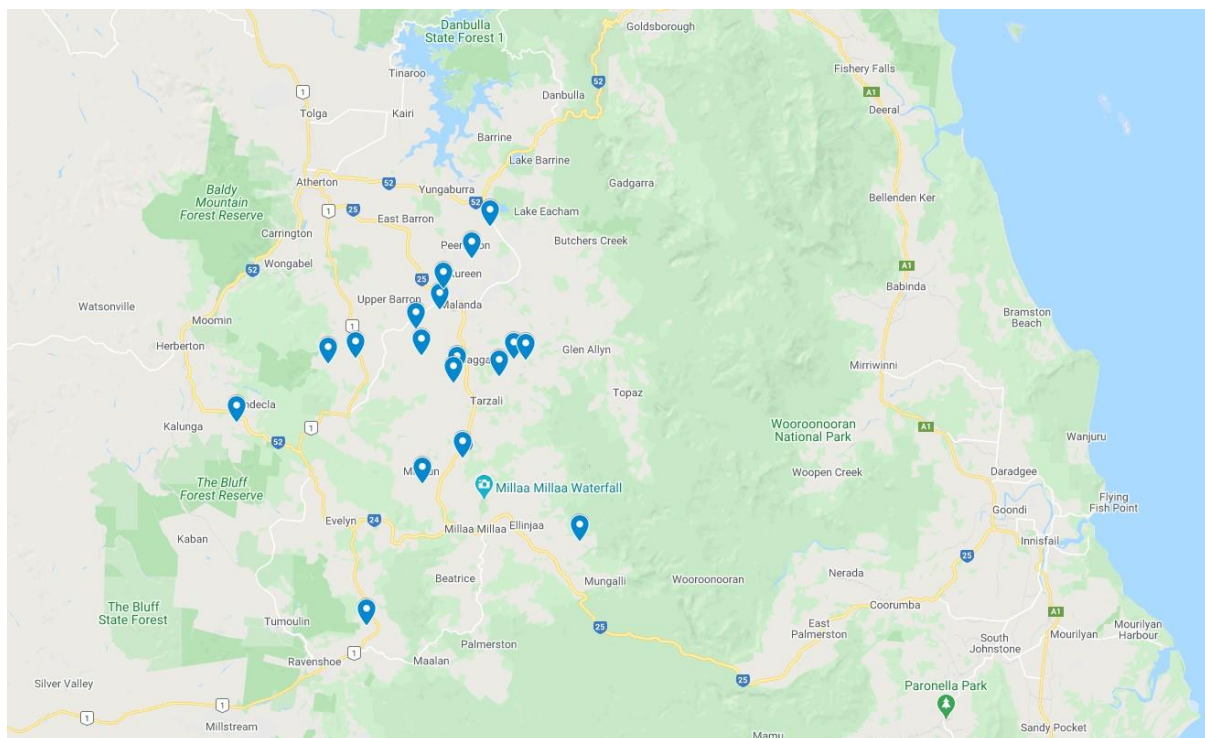 Danbulla
State Forest 1
Goldsborough
Tinaroo
52
Fishery Falls
1
Danbulla
A1
Tolga
Kairi
Deeral
Barrine
Lake Barrine
Atherton
52
Yungaburra
Gadgarra
Baldy
Mountain
Forest Reserve
52
Bellenden Ker
1
25
East Barron
Lake Eacham
Carrington
Butchers Creek
Wongabel
52
A1
25
Babinda
Watsonville
Upper Barron
Malanda
Bramston
Beach
Moomin
1
Herberton
Glen Allyn
Mirriwinni
Topaz
Tarzali
Kalunga
1
Wooroonooran
National Park
A1
52
Wanjuru
Woopen Creek
Daradgee
The Bluff
Forest Reserve
Millaa Millaa Waterfall
Flying
Fish Point
Goondi
Evelyn
24
Millaa Millaa
Ellinjaa
Kaban
Innisfail
25
Beatrice
Mungalli
Wooroonooran
Nerada
The Bluff
State Forest
Coorumba
A1
Tumoulin
25
East
Palmerston
Mourilyan
Harbour
South
Johnstone
Mourilyan
Palmerston
1
Ravenshoe
Maalan
25
Silver Valley
Paronella Park
1
1
Millstream
Sandy Pocket
Mamu